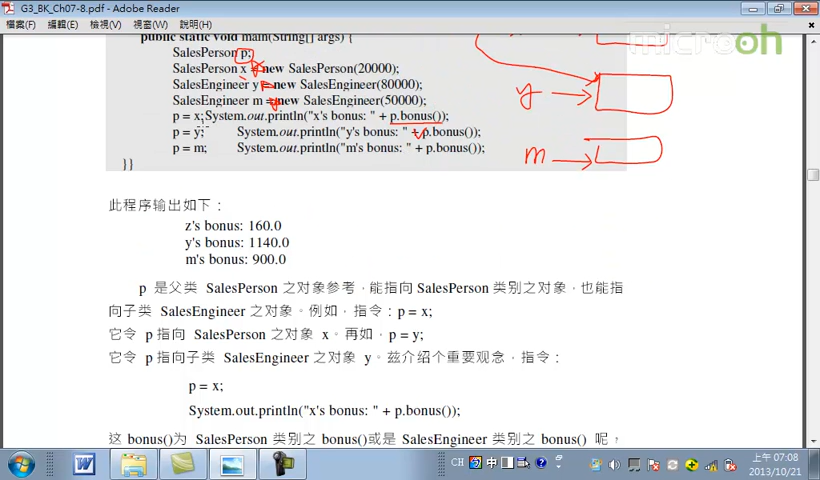 G3_BK_Ch07-8.pdf - Adobe Reader
檔案(F) 編輯(E) 檢視(V) 視窗(W) 說明(H)
microoh
public static void main(String[] args) {
SalesPerson p;
SalesPerson x = new SalesPerson(20000);
SalesEngineer y = new SalesEngineer(80000);
SalesEngineer m = new SalesEngineer(50000);
p = x; System.out.println("x's bonus: " + p.bonus());
p = y; System.out.println("y's bonus: " + p.bonus());
p = m; System.out.println("m's bonus: " + p.bonus());
}}
y
m
此程序输出如下：
z's bonus: 160.0
y's bonus: 1140.0
m's bonus: 900.0
p 是父类 SalesPerson 之对象参考，能指向 SalesPerson 类别之对象，也能指
向子类 SalesEngineer 之对象。例如，指令：p = x;
它令 p 指向 SalesPerson 之对象 x。再如，p = y;
它令 p 指向子类 SalesEngineer 之对象 y。兹介绍个重要观念，指令：
p = x;
System.out.println("x's bonus: " + p.bonus());
这 bonus()为 SalesPerson 类别之 bonus()或是 SalesEngineer 类别之 bonus() 呢，
CH 中
上午 07:08
2013/10/21